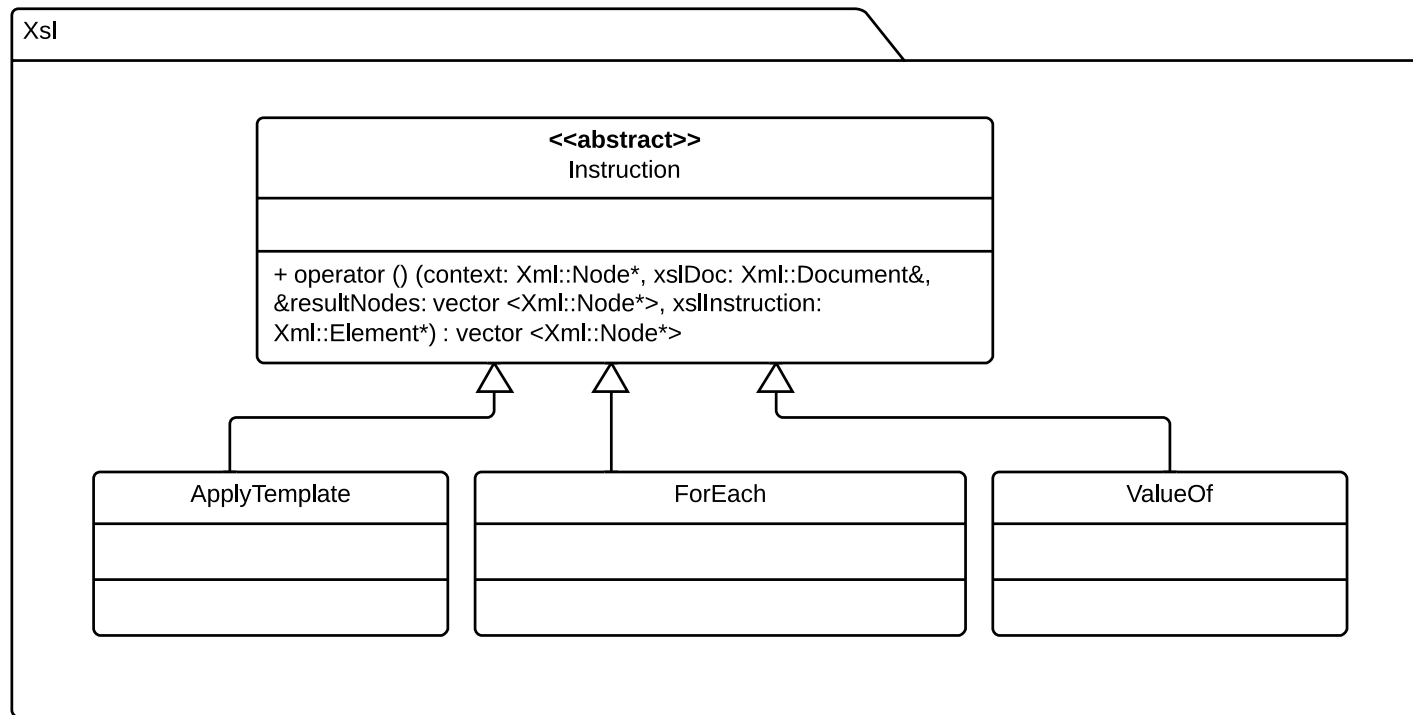 Xsl
<<abstract>>
Instruction
+ operator () (context: Xml::Node*, xslDoc: Xml::Document&,
&resultNodes: vector <Xml::Node*>, xslInstruction:
Xml::Element*) : vector <Xml::Node*>
ApplyTemplate
ForEach
ValueOf